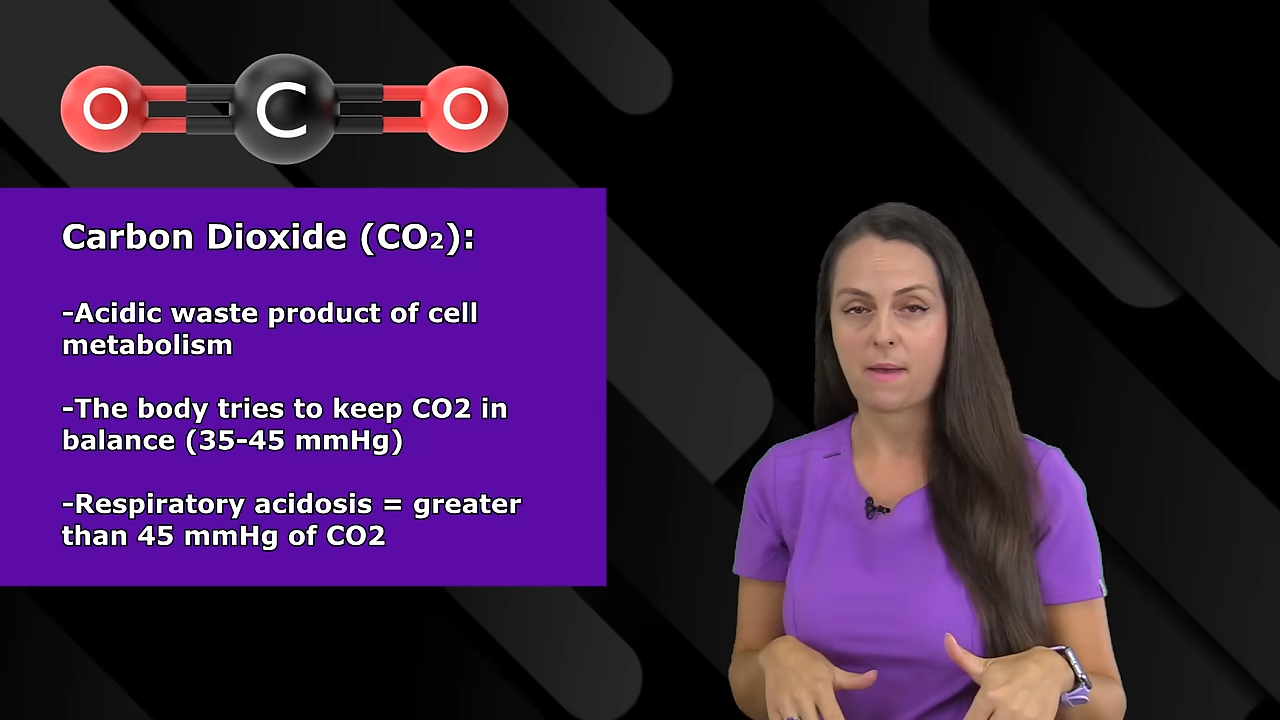 O C O
Carbon Dioxide (CO₂):
-Acidic waste product of cell
metabolism
-The body tries to keep CO2 in
balance (35-45 mmHg)
-Respiratory acidosis = greater
than 45 mmHg of CO2